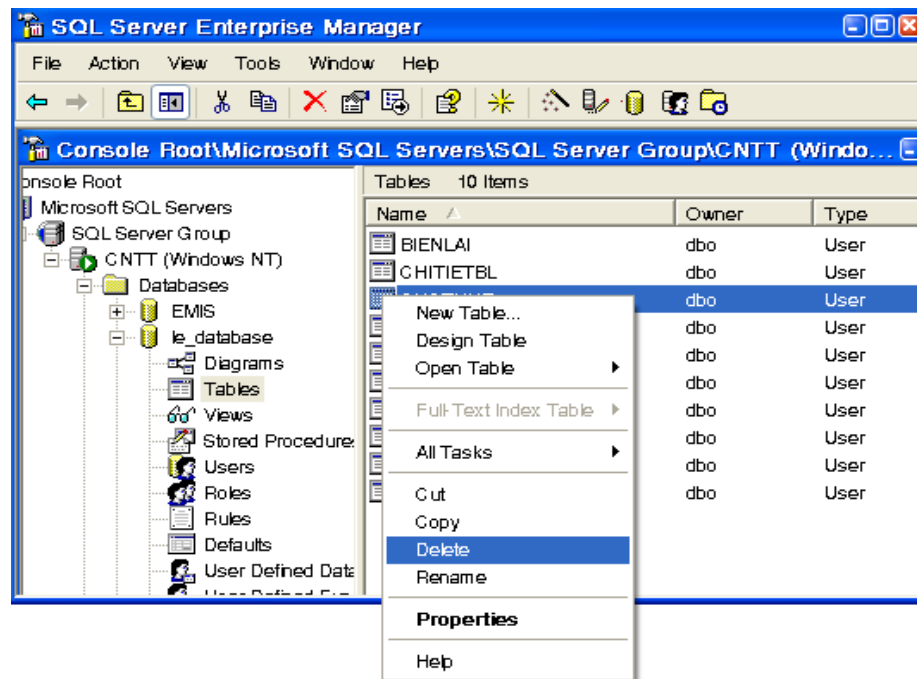 SQL Server Enterprise Manager
File Action View Tools Window Help
Console Root\Microsoft SQL Servers\SQL Server Group\CNTT (Windo...
onsole Root
Tables 10 Items
Microsoft SQL Servers
SQL Server Group
CNTT (Windows NT)
Databases
EMIS
le_database
Diagrams
Tables
Views
Stored Procedure
Users
Roles
Rules
Defaults
User Defined Data
Name Owner Type
BIENLAI dbo User
CHITIETBL dbo User
dbo User
dbo User
dbo User
dbo User
dbo User
dbo User
dbo User
dbo User
New Table...
Design Table
Open Table
Full-Text Index Table
All Tasks
Cut
Copy
Delete
Rename
Properties
Help